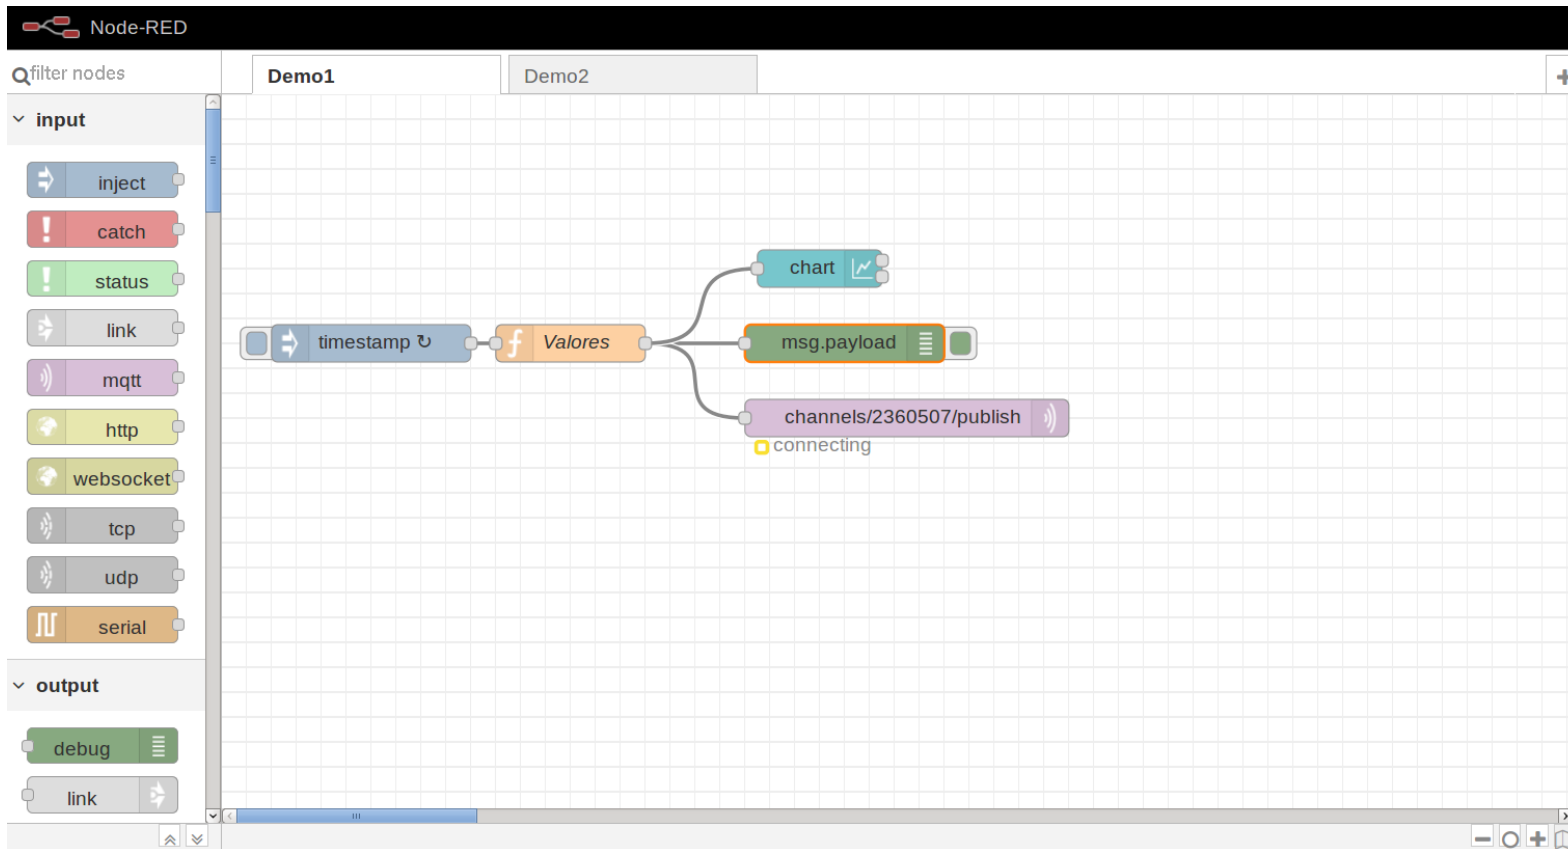 Node-RED
filter nodes
Demo1
Demo2
input
inject
catch
status
link
mqtt
http
websocket
tcp
udp
serial
output
debug
link
chart
timestamp ↻
Valores
msg.payload
channels/2360507/publish
connecting